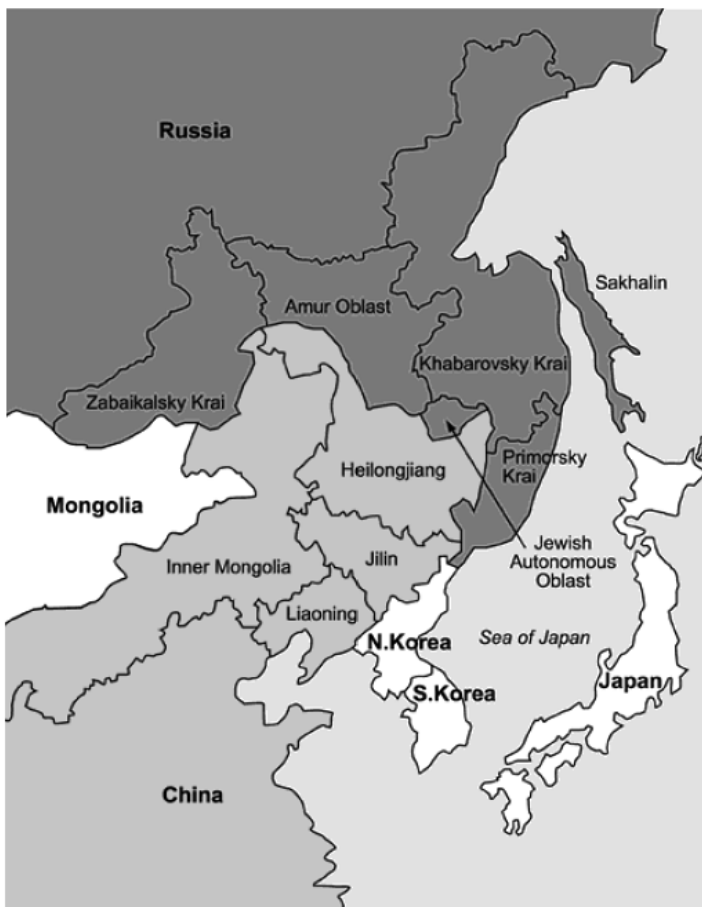 Russia
Sakhalin
Amur Oblast
Khabarovsky Krai
Zabaikalsky Krai
Primorsky
Krai
Heilongjiang
Mongolia
Jewish
Autonomous
Oblast
Inner Mongolia
Jilin
Liaoning
N.Korea
Sea of Japan
Japan
S.Korea
China